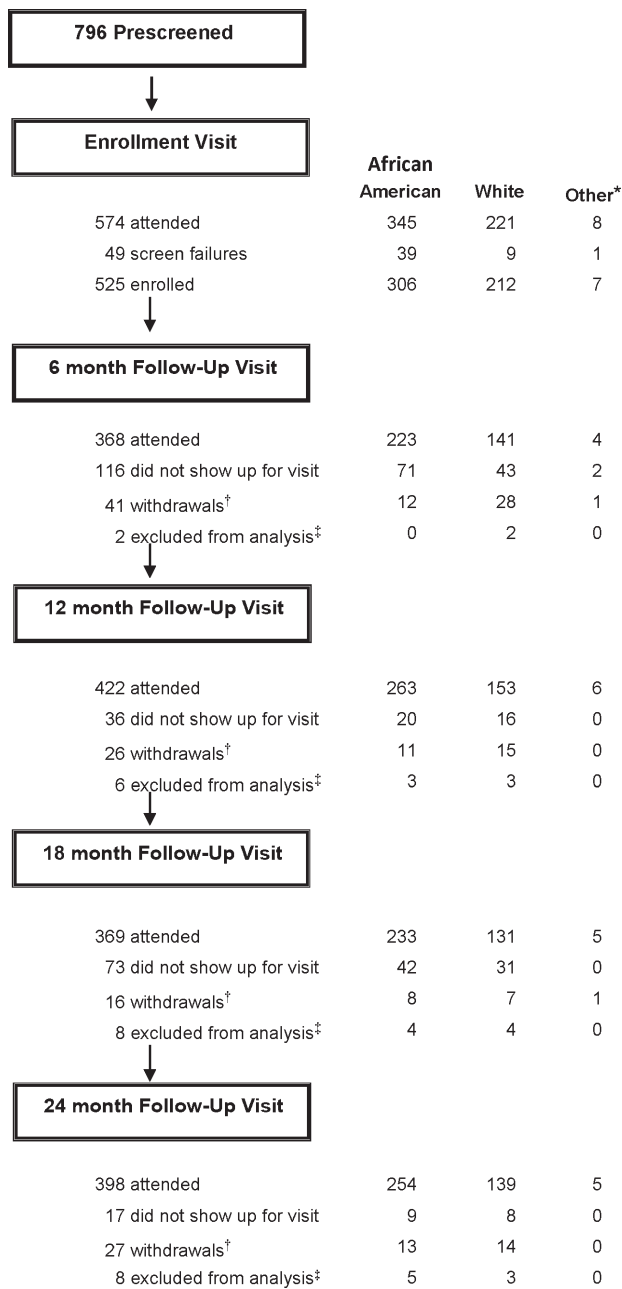 796 Prescreened
Enrollment Visit
African
American White Other*
574 attended 345 221 8
49 screen failures 39 9 1
525 enrolled 306 212 7
6 month Follow-Up Visit
368 attended 223 141 4
116 did not show up for visit 71 43 2
41 withdrawals† 12 28 1
2 excluded from analysis‡ 0 2 0
12 month Follow-Up Visit
422 attended 263 153 6
36 did not show up for visit 20 16 0
26 withdrawals† 11 15 0
6 excluded from analysis‡ 3 3 0
18 month Follow-Up Visit
369 attended 233 131 5
73 did not show up for visit 42 31 0
16 withdrawals† 8 7 1
8 excluded from analysis‡ 4 4 0
24 month Follow-Up Visit
398 attended 254 139 5
17 did not show up for visit 9 8 0
27 withdrawals† 13 14 0
8 excluded from analysis‡ 5 3 0